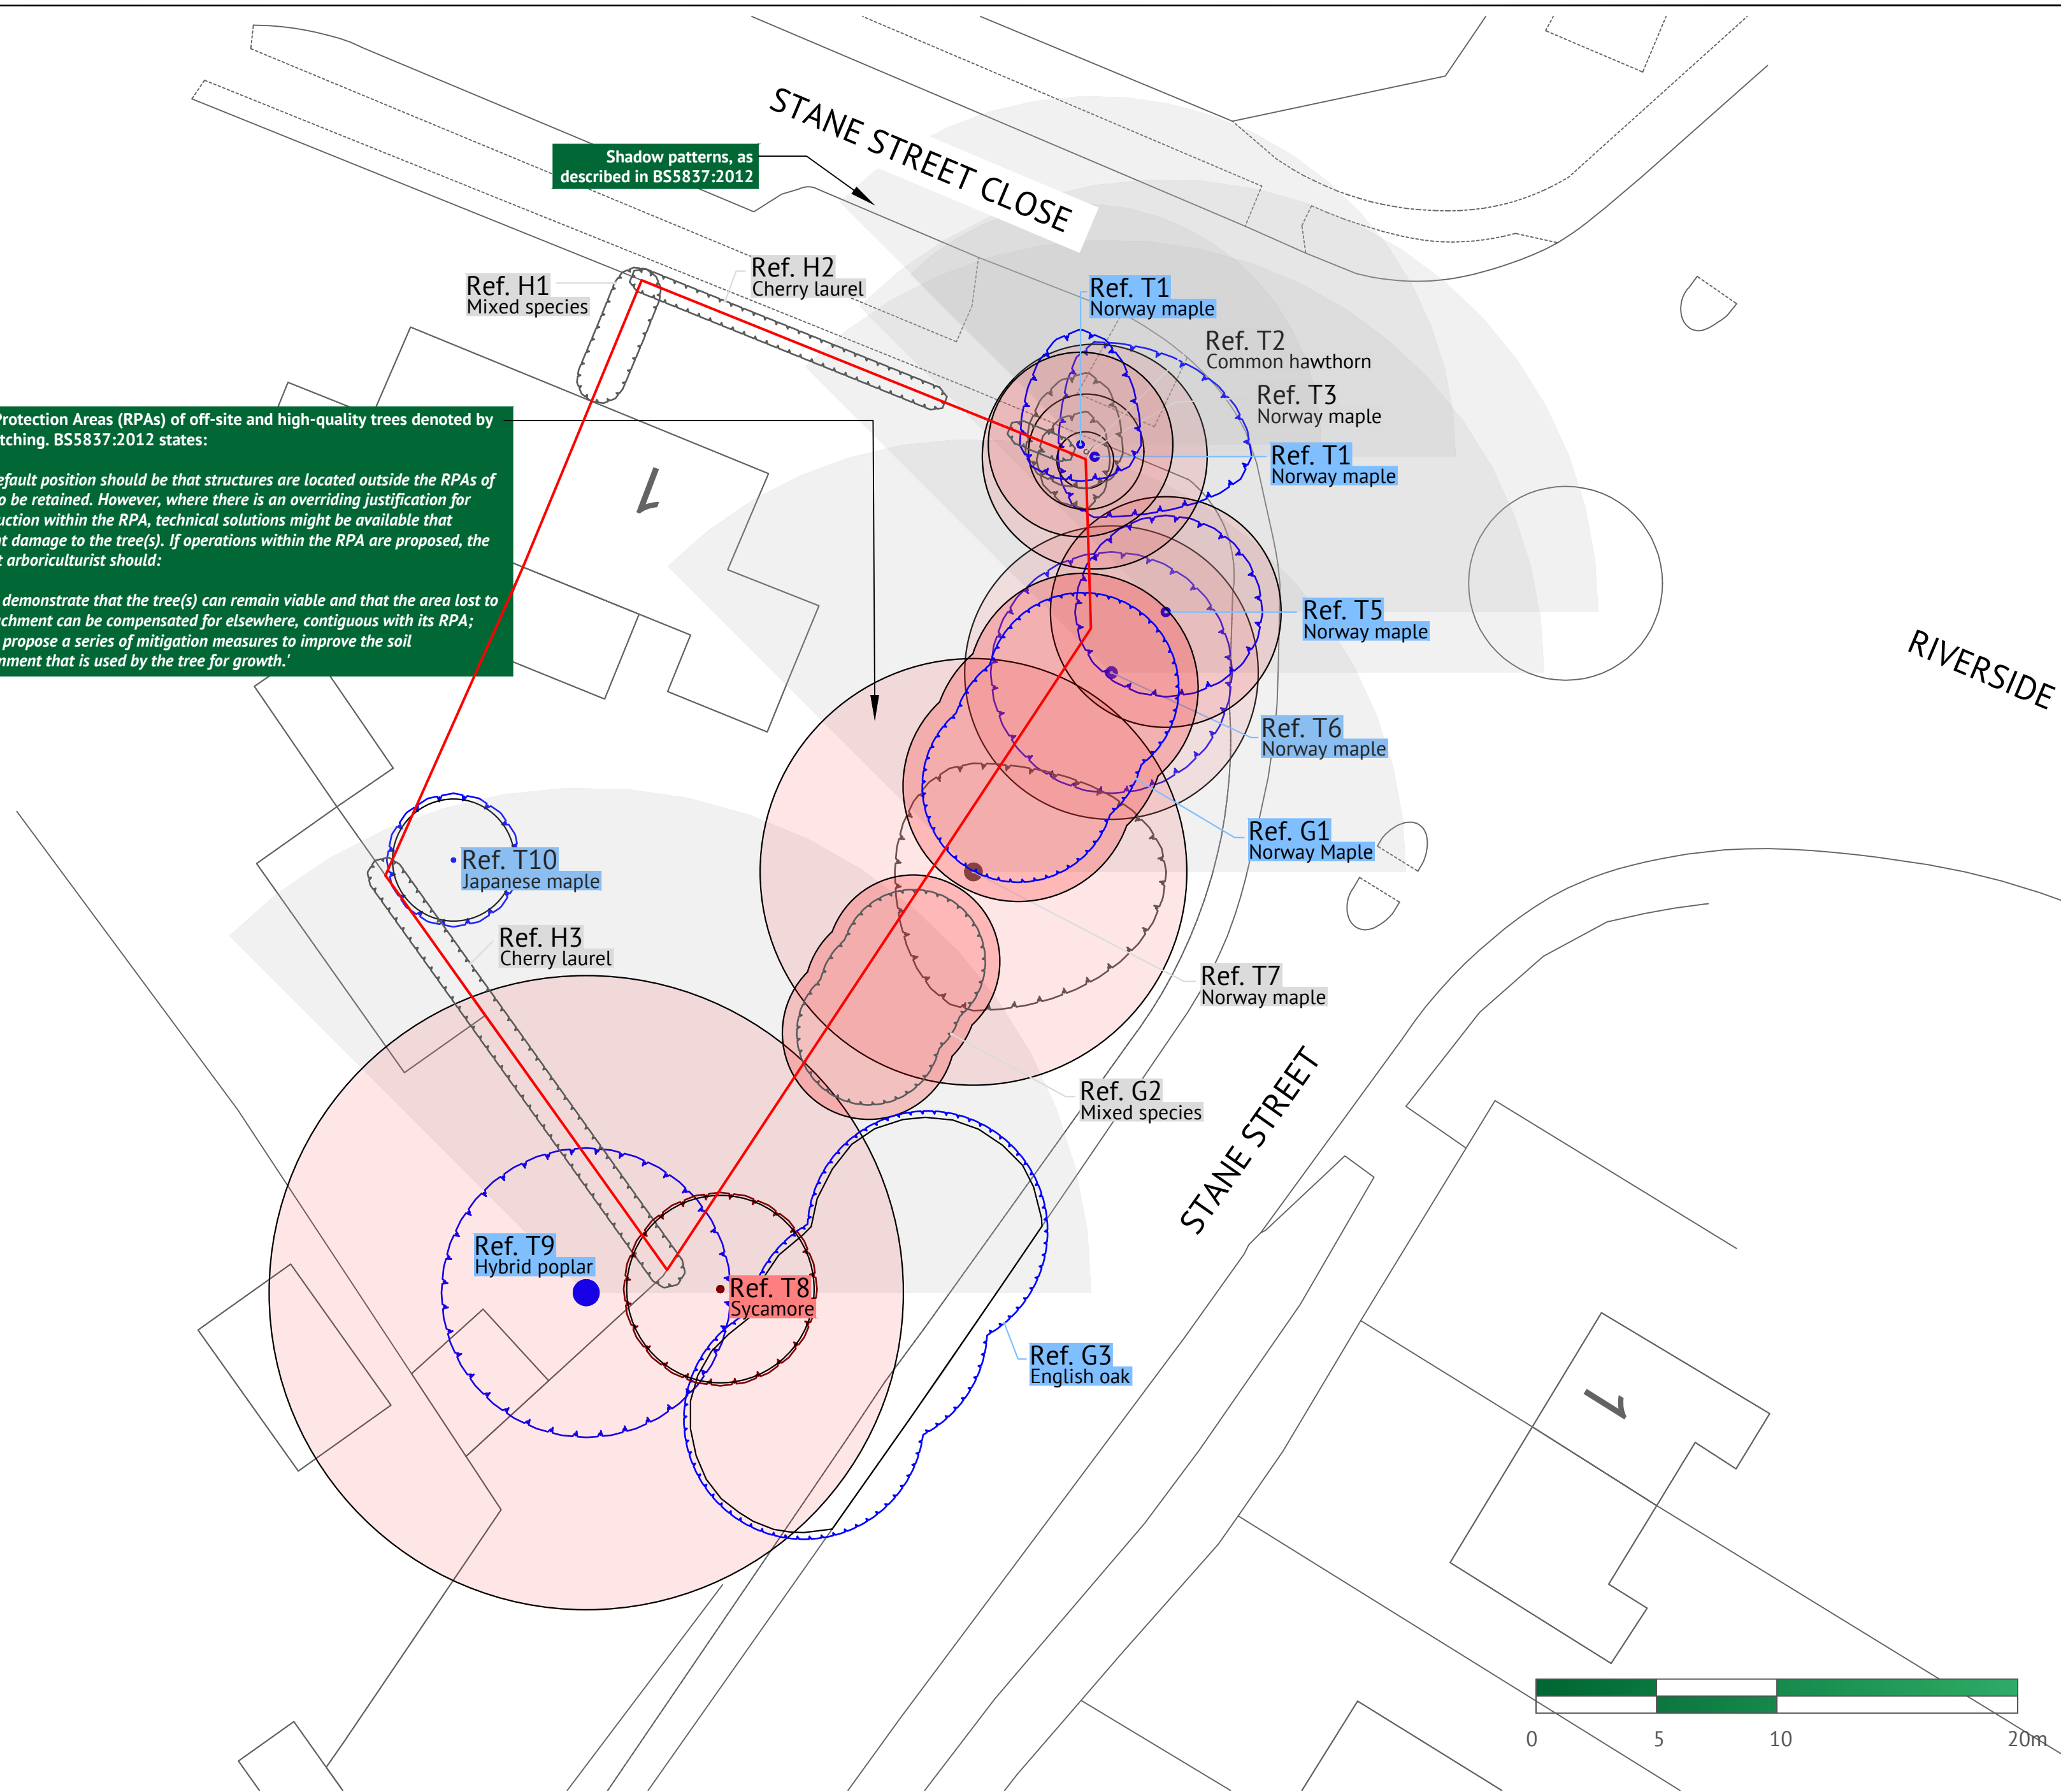 STANE STREET CLOSE
Shadow patterns, as
described in BS5837:2012
Ref. H1
Mixed species
Ref. H2
Cherry laurel
Ref. T1
Norway maple
Ref. T2
Common hawthorn
Ref. T3
Norway maple
Ref. T1
Norway maple
Protection Areas (RPAs) of off-site and high-quality trees denoted by
tching. BS5837:2012 states:
efault position should be that structures are located outside the RPAs of
o be retained. However, where there is an overriding justification for
uction within the RPA, technical solutions might be available that
t damage to the tree(s). If operations within the RPA are proposed, the
t arboriculturist should:
demonstrate that the tree(s) can remain viable and that the area lost to
chment can be compensated for elsewhere, contiguous with its RPA;
propose a series of mitigation measures to improve the soil
nment that is used by the tree for growth.'
1
Ref. T5
Norway maple
RIVERSIDE
Ref. T6
Norway maple
Ref. G1
Norway Maple
Ref. T10
Japanese maple
Ref. H3
Cherry laurel
Ref. T7
Norway maple
Ref. G2
Mixed species
STANE STREET
Ref. T9
Hybrid poplar
Ref. T8
Sycamore
Ref. G3
English oak
1
0 5 10 20m